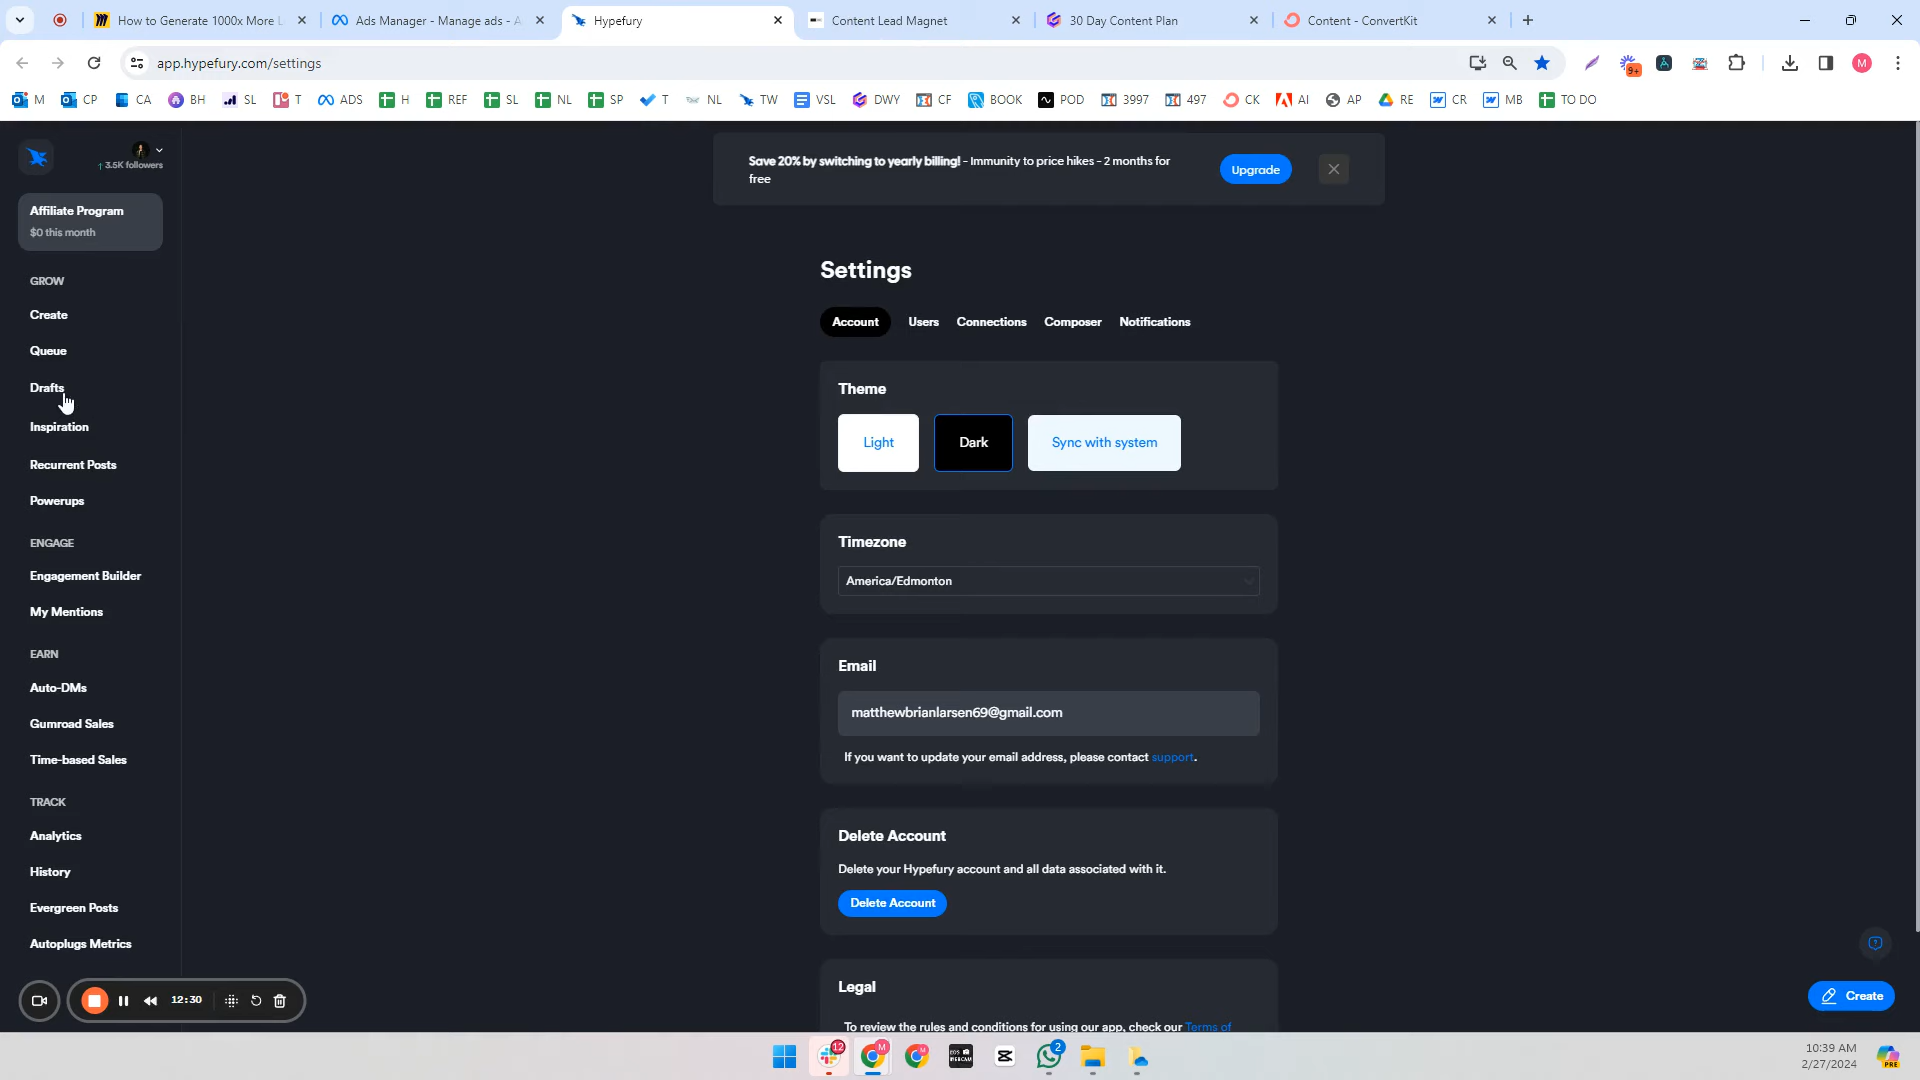 How to Generate 1000x More L
Ads Manager - Manage ads - A
Hypefury
Content Lead Magnet
30 Day Content Plan
Content - ConvertKit
app.hypefury.com/settings
9+
M
M
CP
CA
BH
SL
T
ADS
H
REF
SL
NL
SP
T
NL
TW
VSL
DWY
CF
BOOK
POD
3997
497
CK
AI
AP
RE
CR
MB
TO DO
↑ 3.5K followers
Affiliate Program
$0 this month
GROW
Create
Queue
Drafts
Inspiration
Recurrent Posts
Powerups
ENGAGE
Engagement Builder
My Mentions
EARN
Auto-DMs
Gumroad Sales
Time-based Sales
TRACK
Analytics
History
Evergreen Posts
Autoplugs Metrics
Save 20% by switching to yearly billing! - Immunity to price hikes - 2 months for
free
Upgrade
Settings
Account
Users
Connections
Composer
Notifications
Theme
Light
Dark
Sync with system
Timezone
America/Edmonton
Email
matthewbrianlarsen69@gmail.com
If you want to update your email address, please contact support.
Delete Account
Delete your Hypefury account and all data associated with it.
Delete Account
Legal
To review the rules and conditions for using our app, check our Terms of
Create
12:30
12
M
EOS
WEBCAM
2
10:39 AM
2/27/2024
PRE